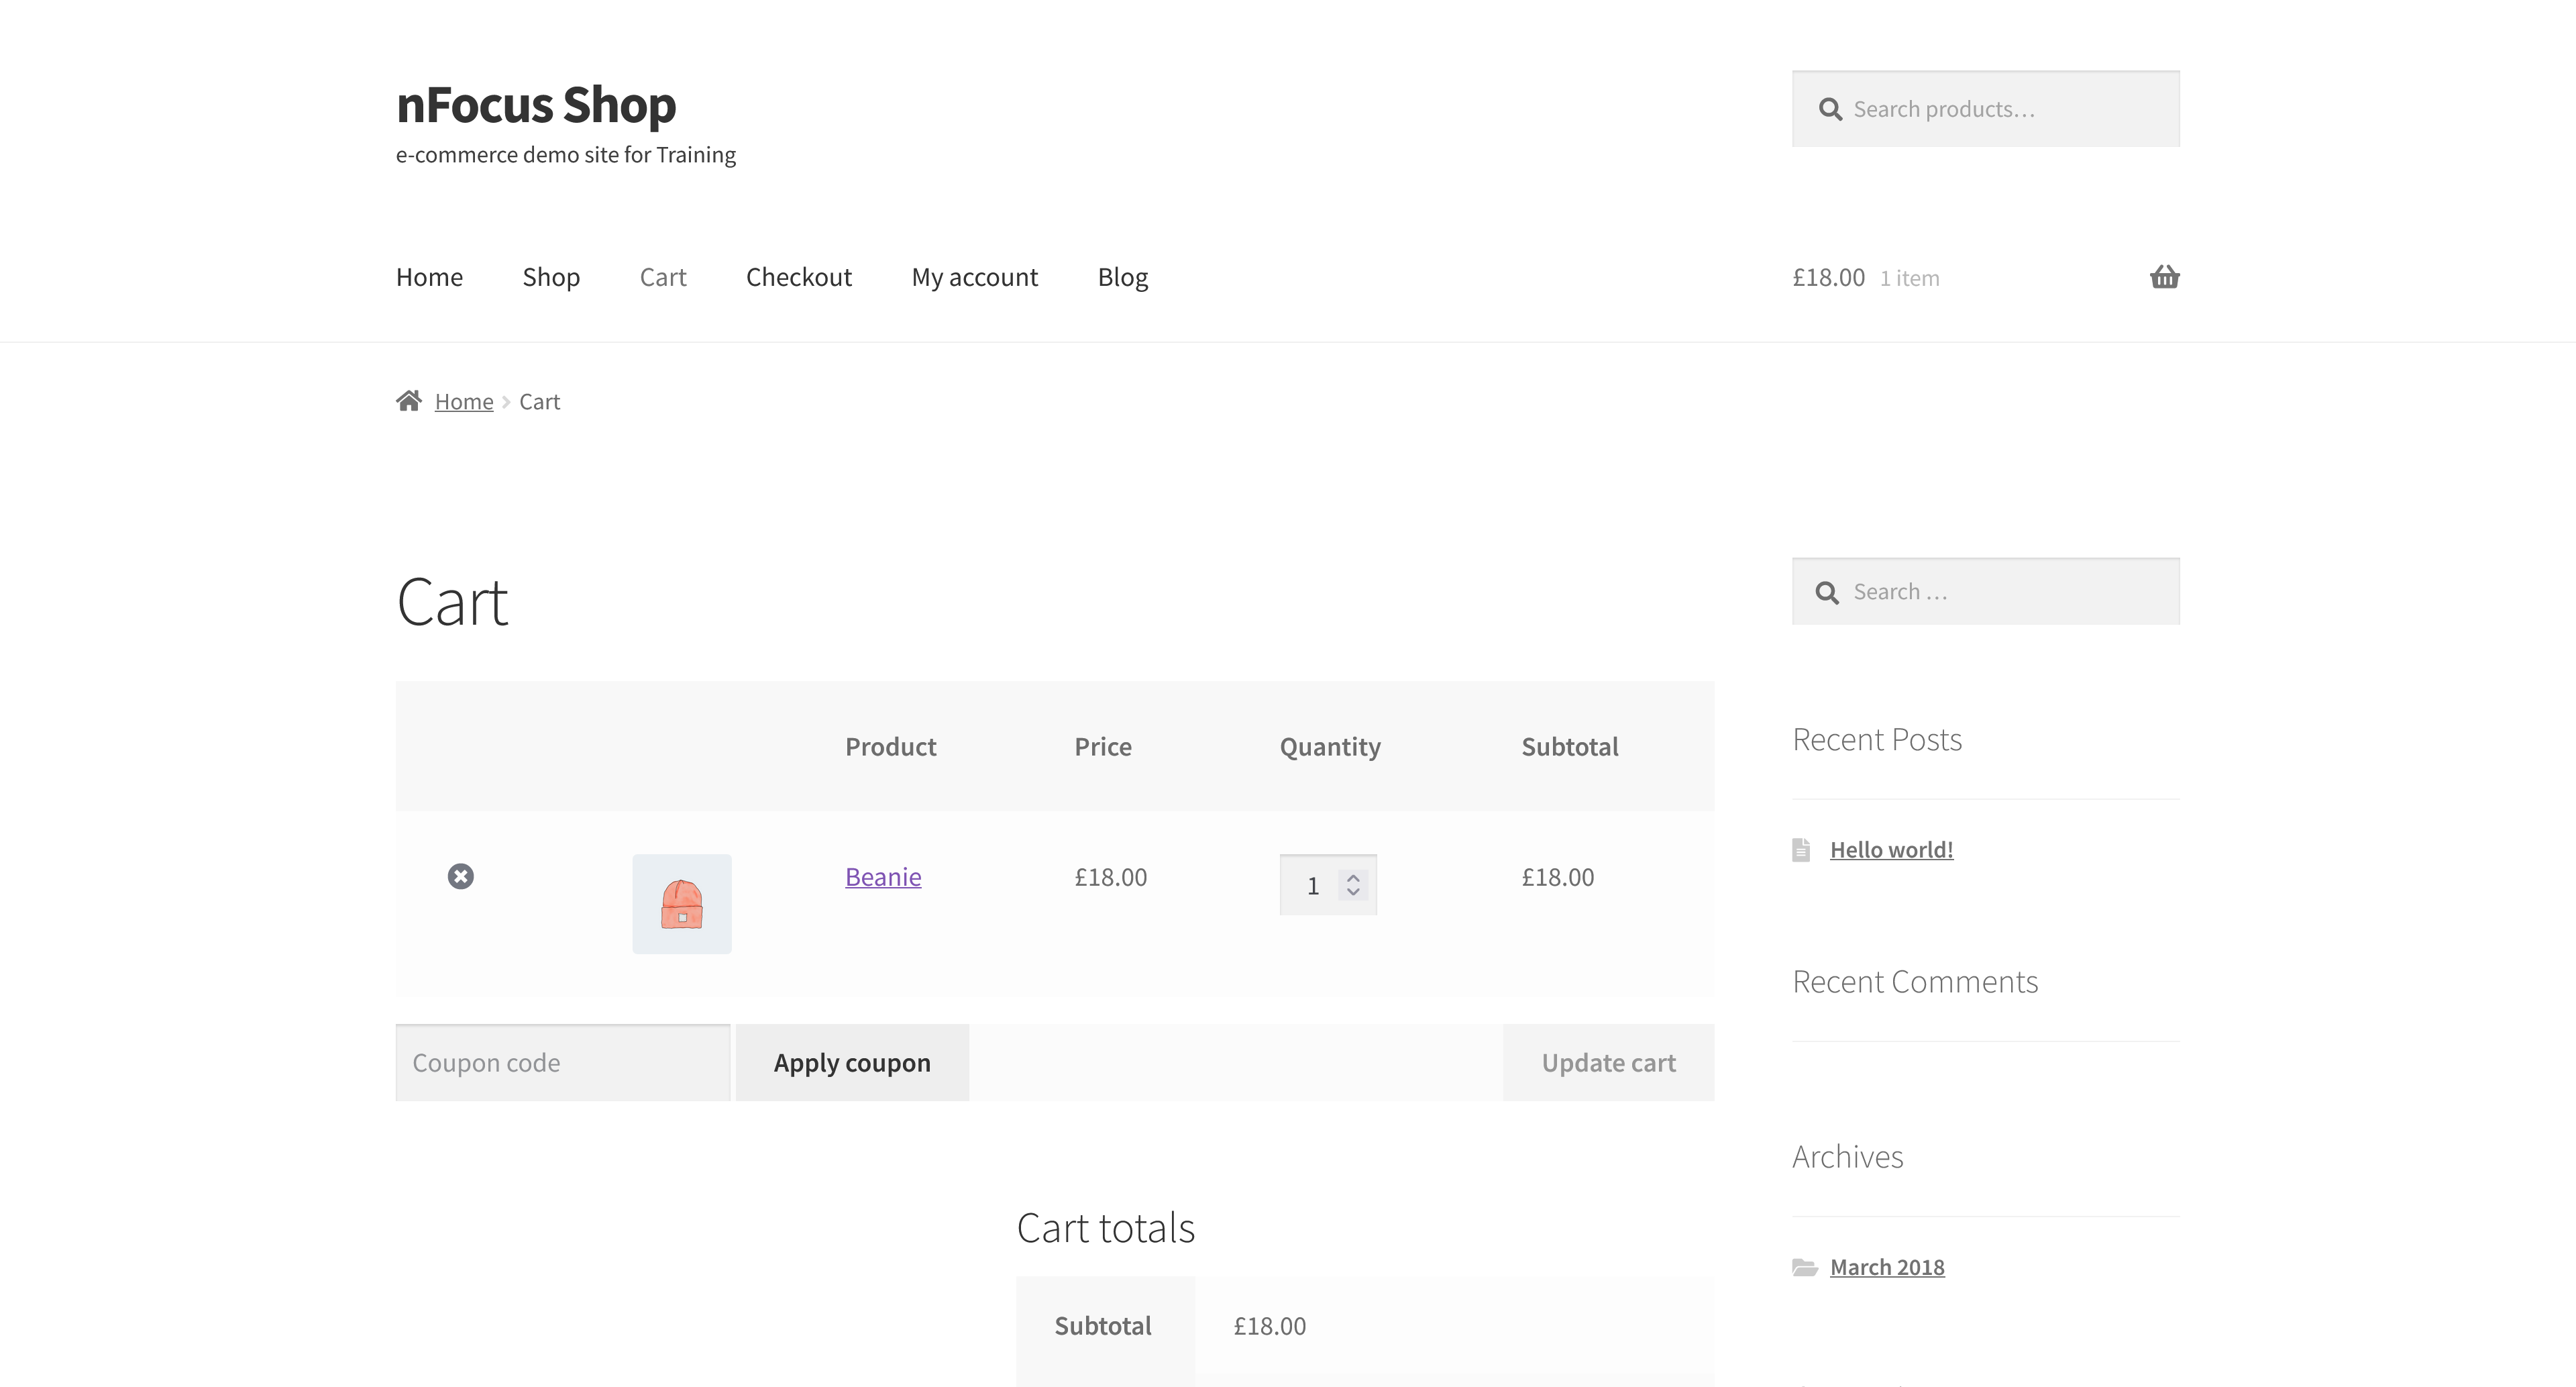 nFocus Shop
e-commerce demo site for Training
Search products…
Home Shop Cart Checkout My account Blog
£18.00 1 item
Home Cart
Cart
Product Price Quantity Subtotal
Beanie £18.00 1 £18.00
Coupon code Apply coupon Update cart
Cart totals
Subtotal £18.00
Search …
Recent Posts
Hello world!
Recent Comments
Archives
March 2018